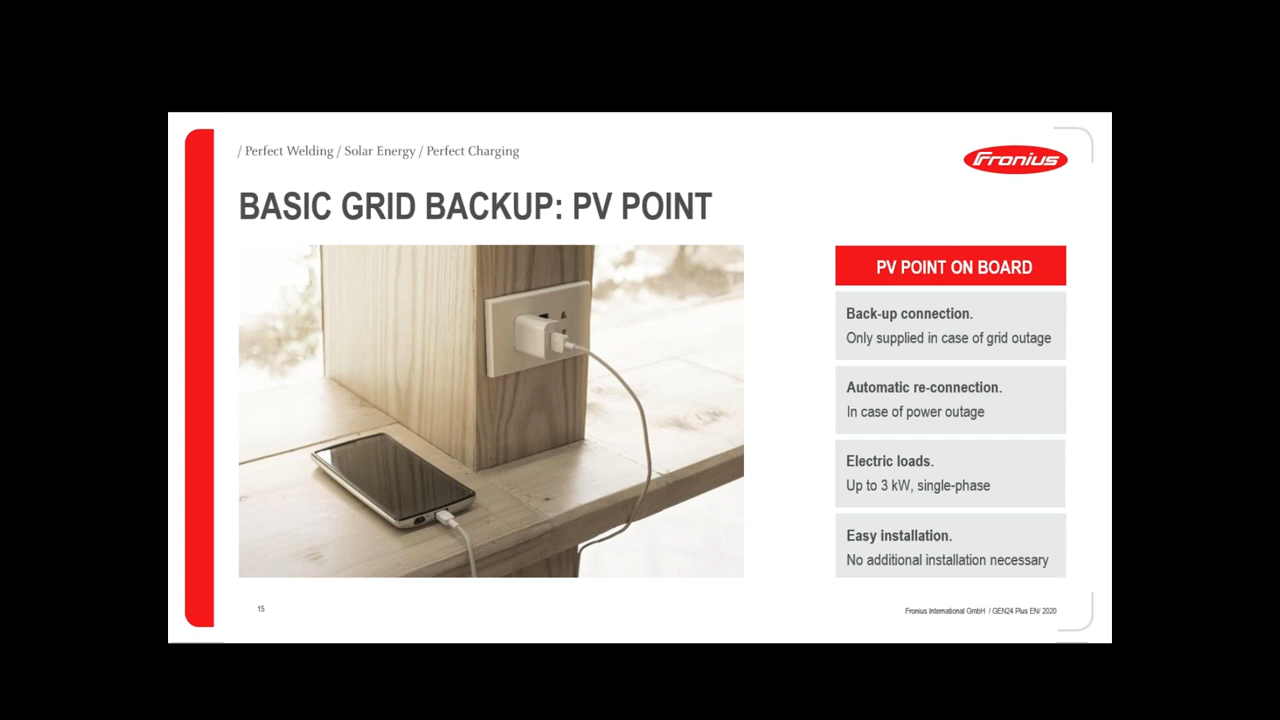 / Perfect Welding / Solar Energy / Perfect Charging
Fronius
BASIC GRID BACKUP: PV POINT
PV POINT ON BOARD
Back-up connection.
Only supplied in case of grid outage
Automatic re-connection.
In case of power outage
Electric loads.
Up to 3 kW, single-phase
Easy installation.
No additional installation necessary
15
Fronius International GmbH / GEN24 Plus EN/ 2020